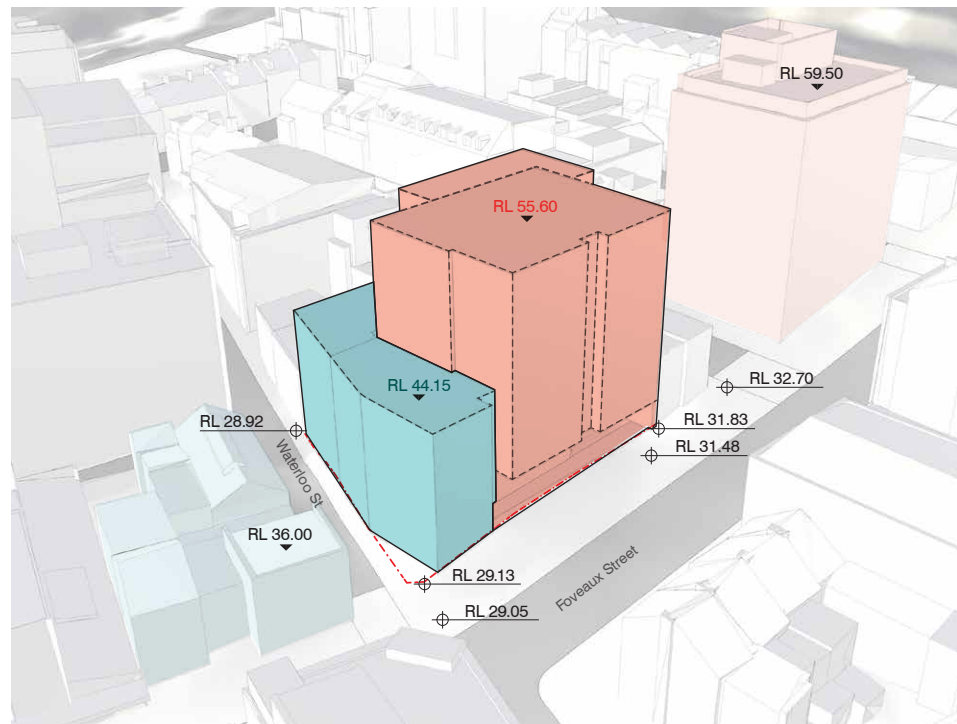 RL 59.50
RL 55.60
RL 44.15
RL 32.70
RL 28.92
RL 31.83
RL 31.48
Waterloo St
RL 36.00
RL 29.13
Foveaux Street
RL 29.05